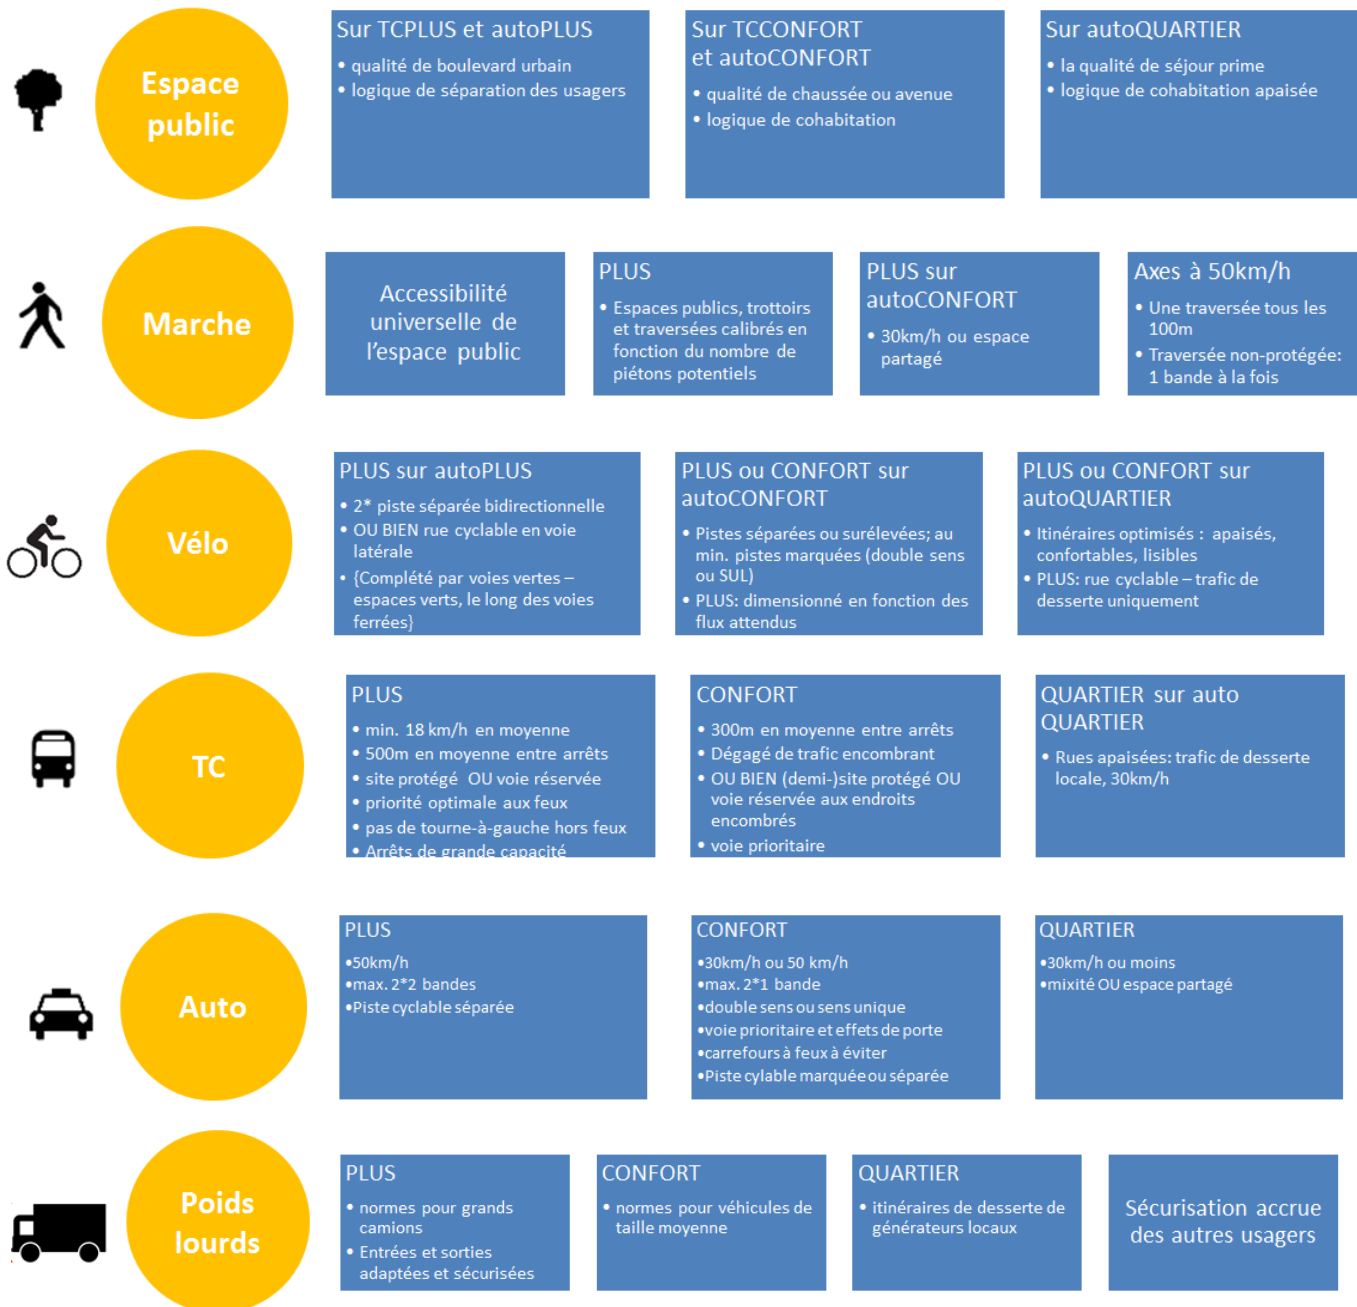 Espace
public
Sur TCPLUS et autoPLUS
• qualité de boulevard urbain
• logique de séparation des usagers
Sur TCCONFORT
et autoCONFORT
• qualité de chaussée ou avenue
• logique de cohabitation
Sur autoQUARTIER
• la qualité de séjour prime
• logique de cohabitation apaisée
Marche
Accessibilité
universelle de
l’espace public
PLUS
• Espaces publics, trottoirs
et traversées calibrés en
fonction du nombre de
piétons potentiels
PLUS sur
autoCONFORT
• 30km/h ou espace
partagé
Axes à 50km/h
• Une traversée tous les
100m
• Traversée non-protégée:
1 bande à la fois
Vélo
PLUS sur autoPLUS
• 2* piste séparée bidirectionnelle
• OU BIEN rue cyclable en voie
latérale
• {Complété par voies vertes –
espaces verts, le long des voies
ferrées}
PLUS ou CONFORT sur
autoCONFORT
• Pistes séparées ou surélevées; au
min. pistes marquées (double sens
ou SUL)
• PLUS: dimensionné en fonction des
flux attendus
PLUS ou CONFORT sur
autoQUARTIER
• Itinéraires optimisés : apaisés,
confortables, lisibles
• PLUS: rue cyclable – trafic de
desserte uniquement
TC
PLUS
• min. 18 km/h en moyenne
• 500m en moyenne entre arrêts
• site protégé OU voie réservée
• priorité optimale aux feux
• pas de tourne-à-gauche hors feux
• Arrêts de grande capacité
CONFORT
• 300m en moyenne entre arrêts
• Dégagé de trafic encombrant
• OU BIEN (demi-)site protégé OU
voie réservée aux endroits
encombrés
• voie prioritaire
QUARTIER sur auto
QUARTIER
• Rues apaisées: trafic de desserte
locale, 30km/h
Auto
PLUS
•50km/h
•max. 2*2 bandes
•Piste cyclable séparée
CONFORT
•30km/h ou 50 km/h
•max. 2*1 bande
•double sens ou sens unique
•voie prioritaire et effets de porte
•carrefours à feux à éviter
•Piste cylable marquée ou séparée
QUARTIER
•30km/h ou moins
•mixité OU espace partagé
Poids
lourds
PLUS
• normes pour grands
camions
• Entrées et sorties
adaptées et sécurisées
CONFORT
• normes pour véhicules de
taille moyenne
QUARTIER
• itinéraires de desserte de
générateurs locaux
Sécurisation accrue
des autres usagers